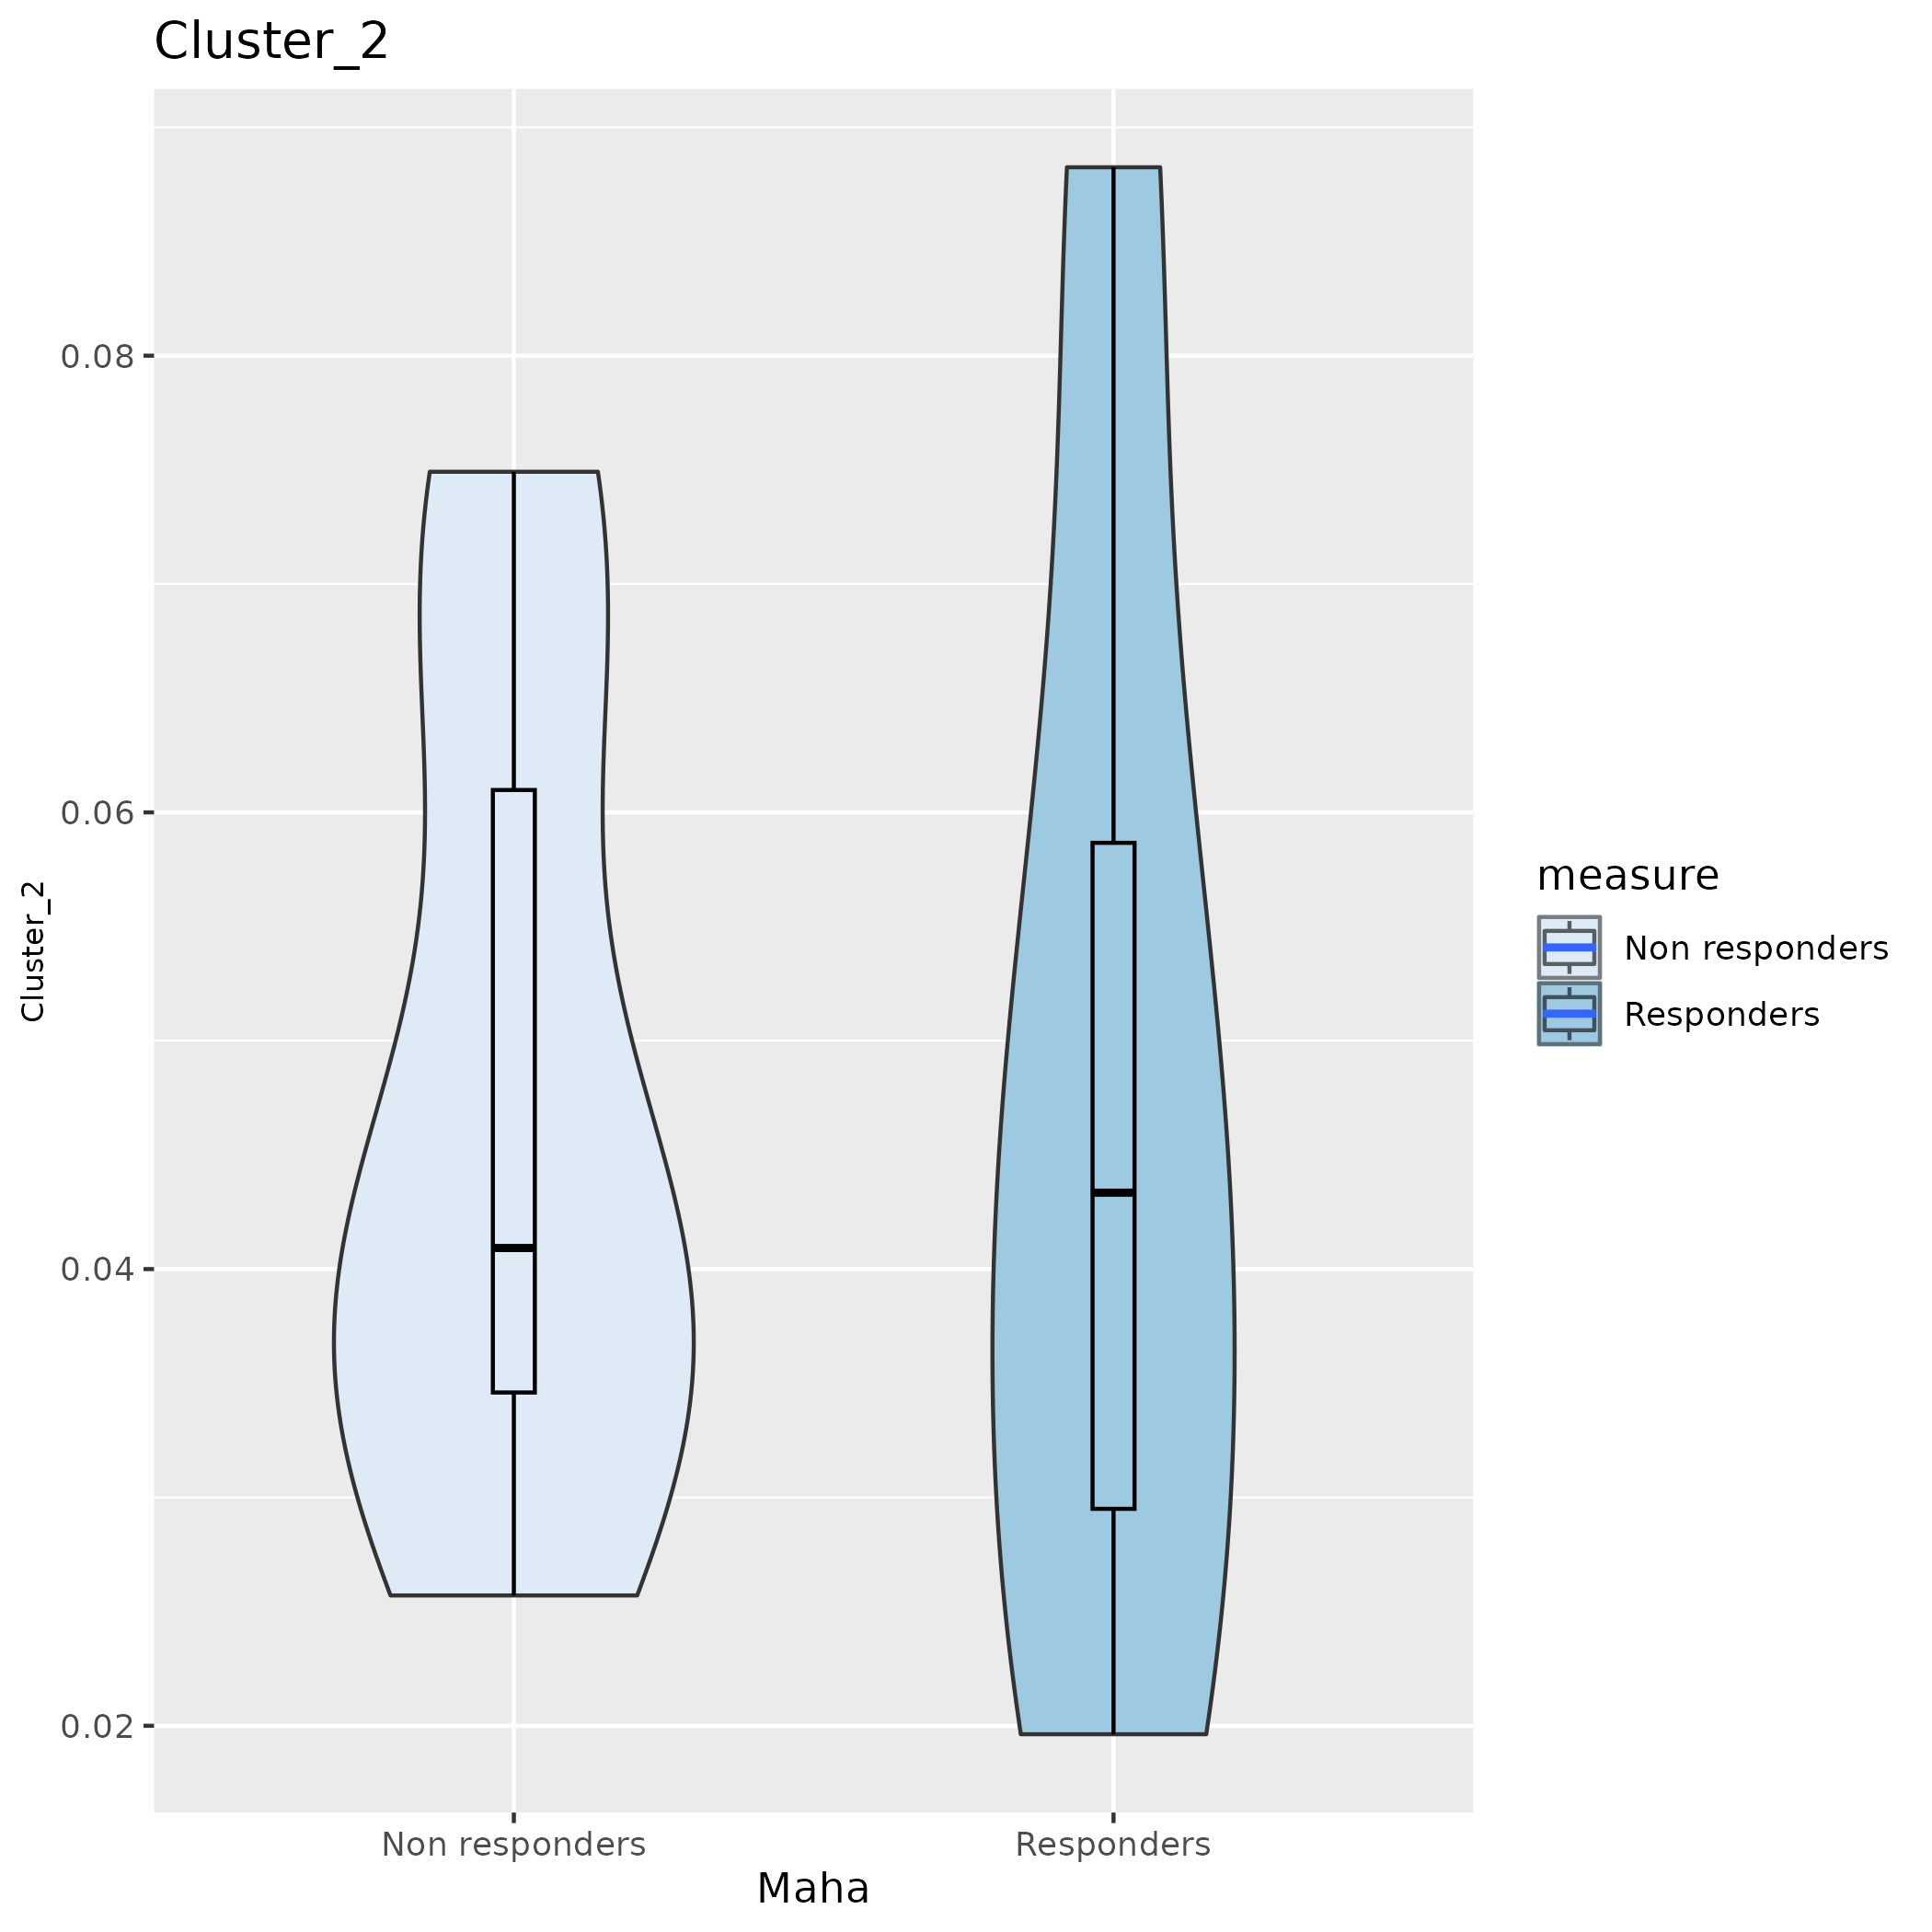 Cluster_2
Cluster_2
0.08
0.06
0.04
0.02
Non responders
Responders
Maha
measure
Non responders
Responders